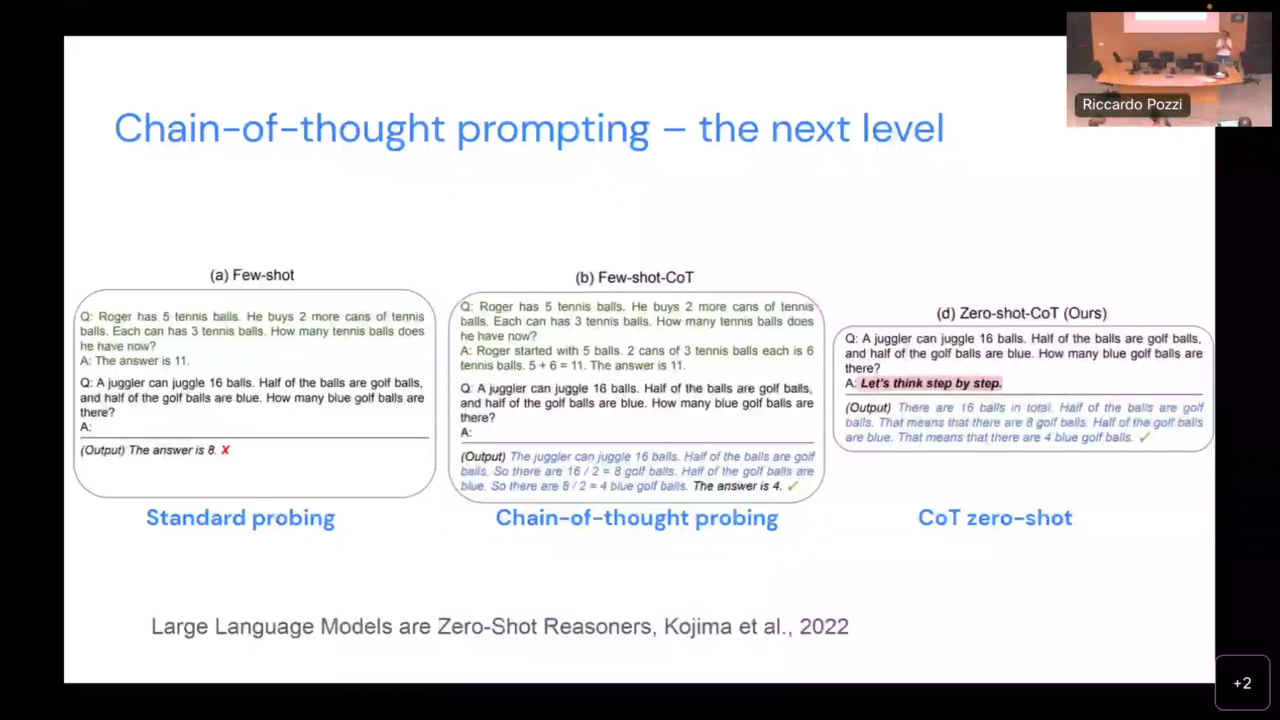 Riccardo Pozzi
Chain-of-thought prompting – the next level
(a) Few-shot
Q: Roger has 5 tennis balls. He buys 2 more cans of tennis
balls. Each can has 3 tennis balls. How many tennis balls does
he have now?
A: The answer is 11.
Q: A juggler can juggle 16 balls. Half of the balls are golf balls,
and half of the golf balls are blue. How many blue golf balls are
there?
A:
(Output) The answer is 8. X
Standard probing
(b) Few-shot-CoT
Q: Roger has 5 tennis balls. He buys 2 more cans of tennis
balls. Each can has 3 tennis balls. How many tennis balls does
he have now?
A: Roger started with 5 balls. 2 cans of 3 tennis balls each is 6
tennis balls. 5 + 6 = 11. The answer is 11.
Q: A juggler can juggle 16 balls. Half of the balls are golf balls,
and half of the golf balls are blue. How many blue golf balls are
there?
A:
(Output) The juggler can juggle 16 balls. Half of the balls are golf
balls. So there are 16 / 2 = 8 golf balls. Half of the golf balls are
blue. So there are 8 / 2 = 4 blue golf balls. The answer is 4. ✓
Chain-of-thought probing
(d) Zero-shot-CoT (Ours)
Q: A juggler can juggle 16 balls. Half of the balls are golf balls,
and half of the golf balls are blue. How many blue golf balls are
there?
A: Let's think step by step.
(Output) There are 16 balls in total. Half of the balls are golf
balls. That means that there are 8 golf balls. Half of the golf balls
are blue. That means that there are 4 blue golf balls. ✓
CoT zero-shot
Large Language Models are Zero-Shot Reasoners, Kojima et al., 2022
+2